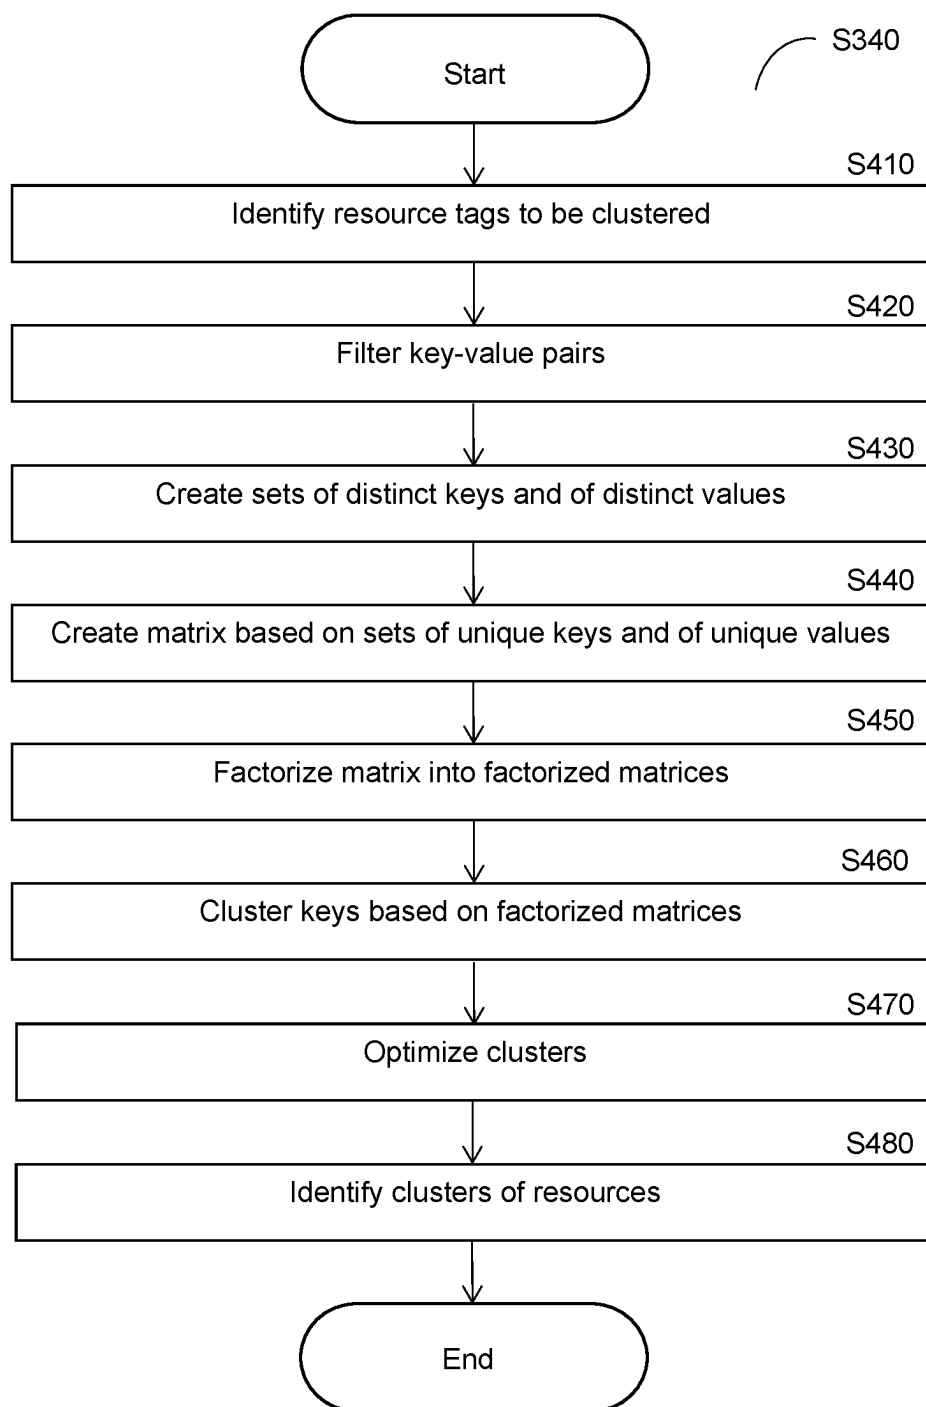 Start
S340
S410
Identify resource tags to be clustered
S420
Filter key-value pairs
S430
Create sets of distinct keys and of distinct values
S440
Create matrix based on sets of unique keys and of unique values
S450
Factorize matrix into factorized matrices
S460
Cluster keys based on factorized matrices
S470
Optimize clusters
S480
Identify clusters of resources
End